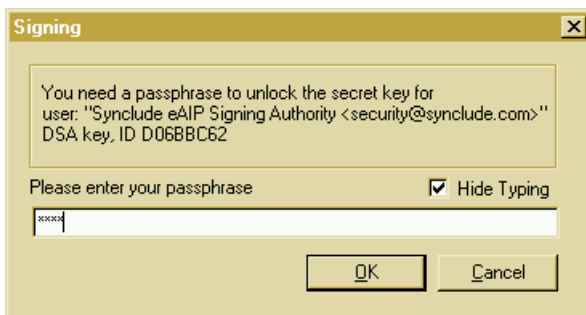 Signing
You need a passphrase to unlock the secret key for
user: "Synclude eAIP Signing Authority <security@synclude.com>"
DSA key, ID D06BBC62
Please enter your passphrase
Hide Typing
****
OK
Cancel